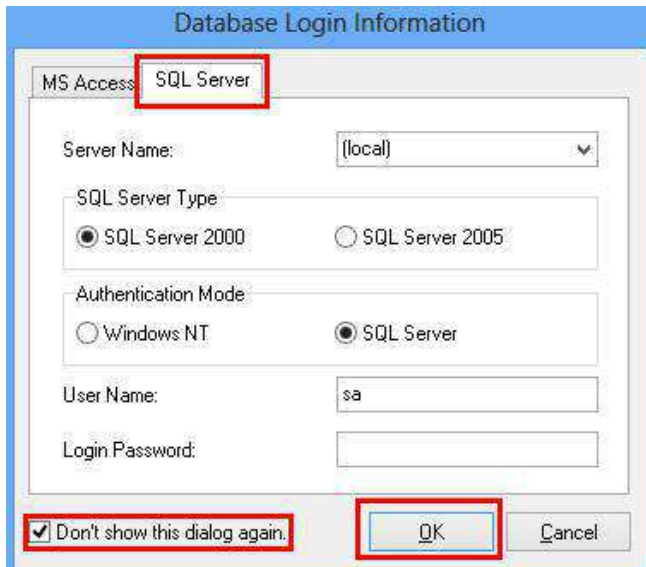 Database Login Information
MS Access SQL Server
Server Name: (local)
SQL Server Type
SQL Server 2000 SQL Server 2005
Authentication Mode
Windows NT SQL Server
User Name: sa
Login Password:
Don't show this dialog again. OK Cancel